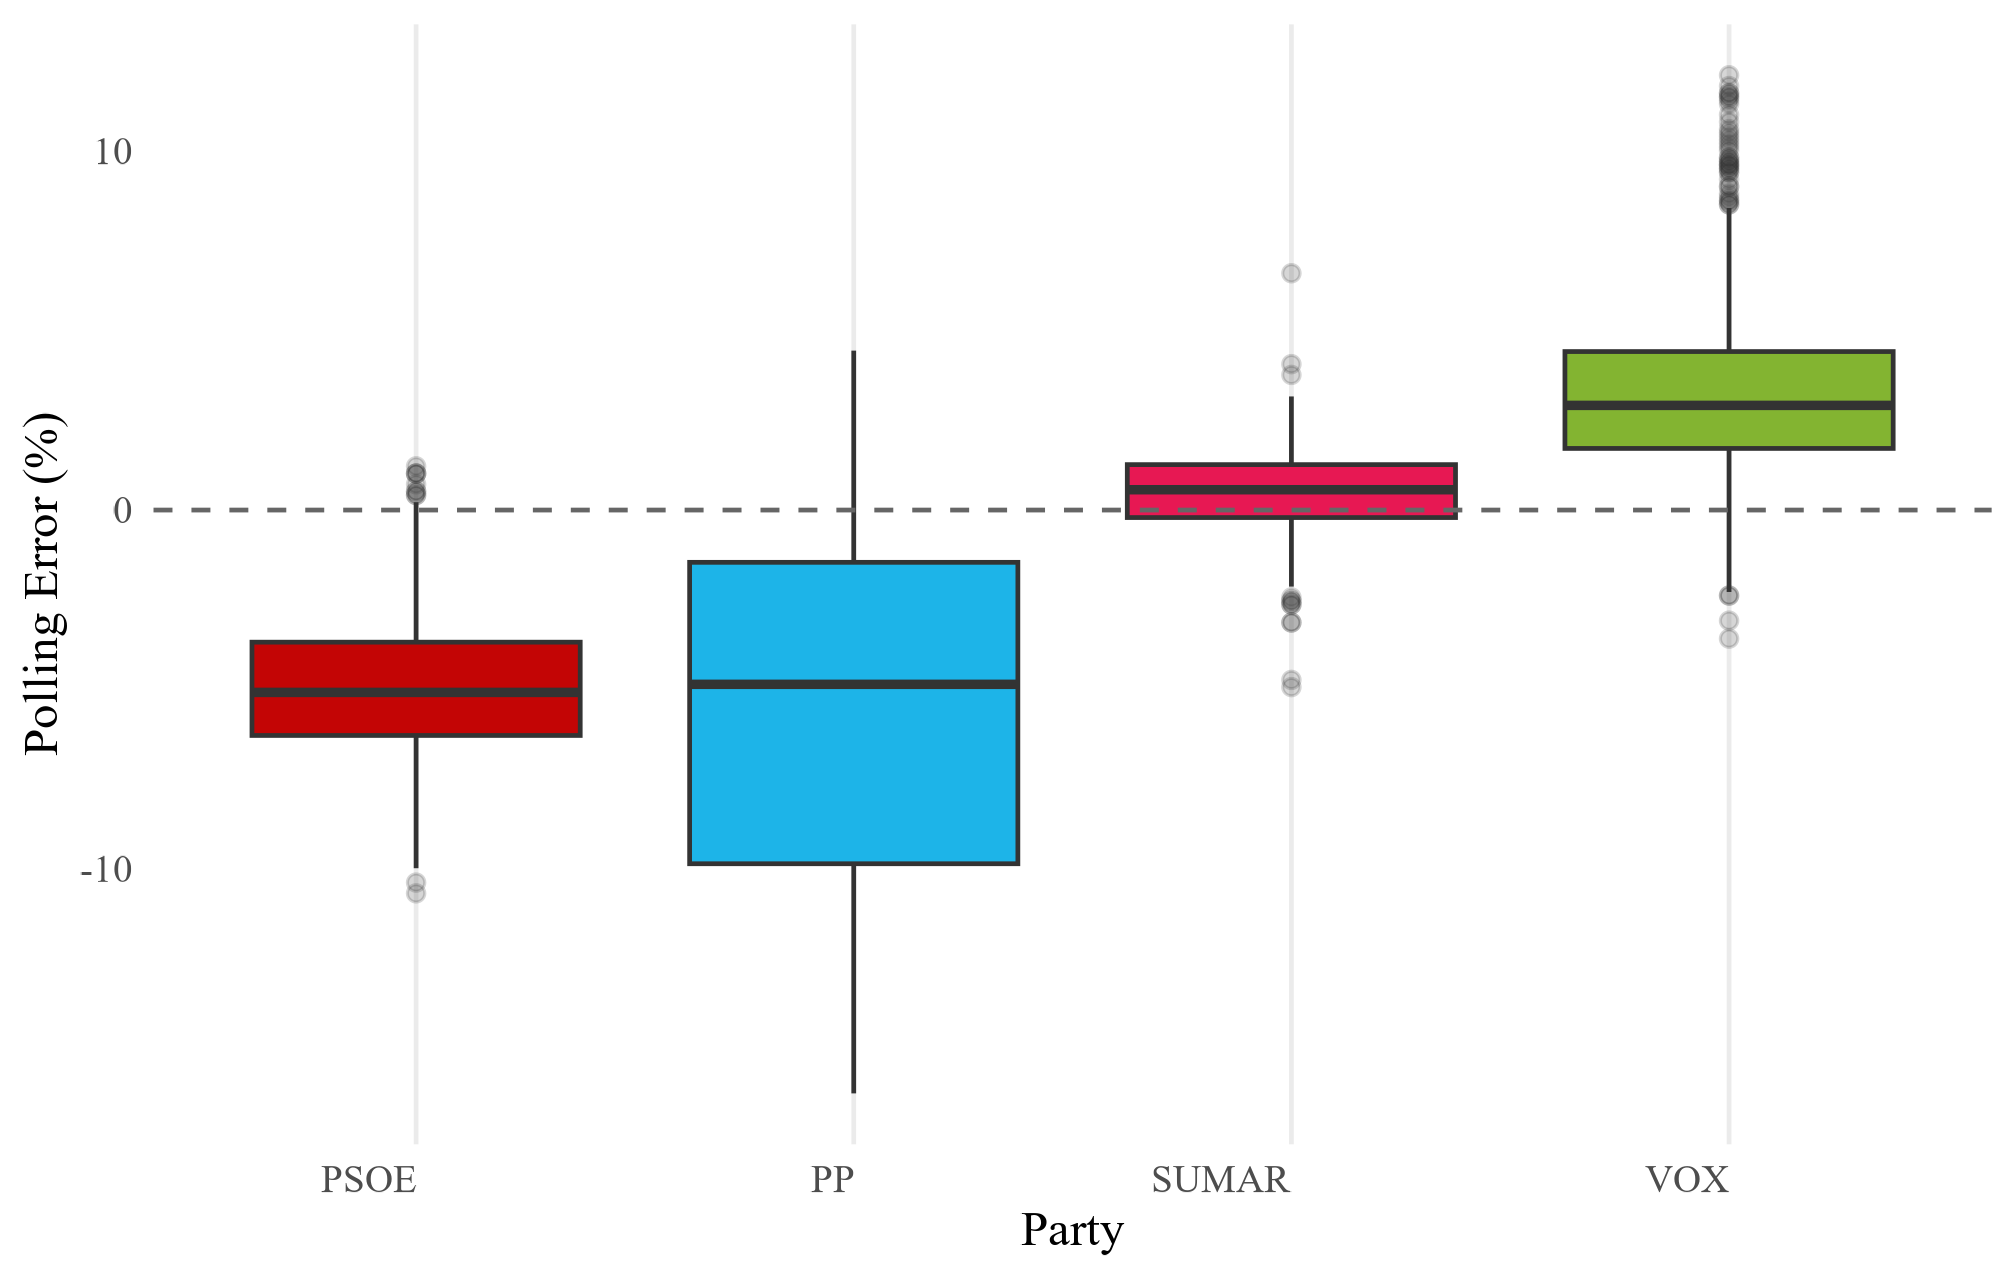 Polling Error (%)
10
0
-10
PSOE
PP
SUMAR
VOX
Party